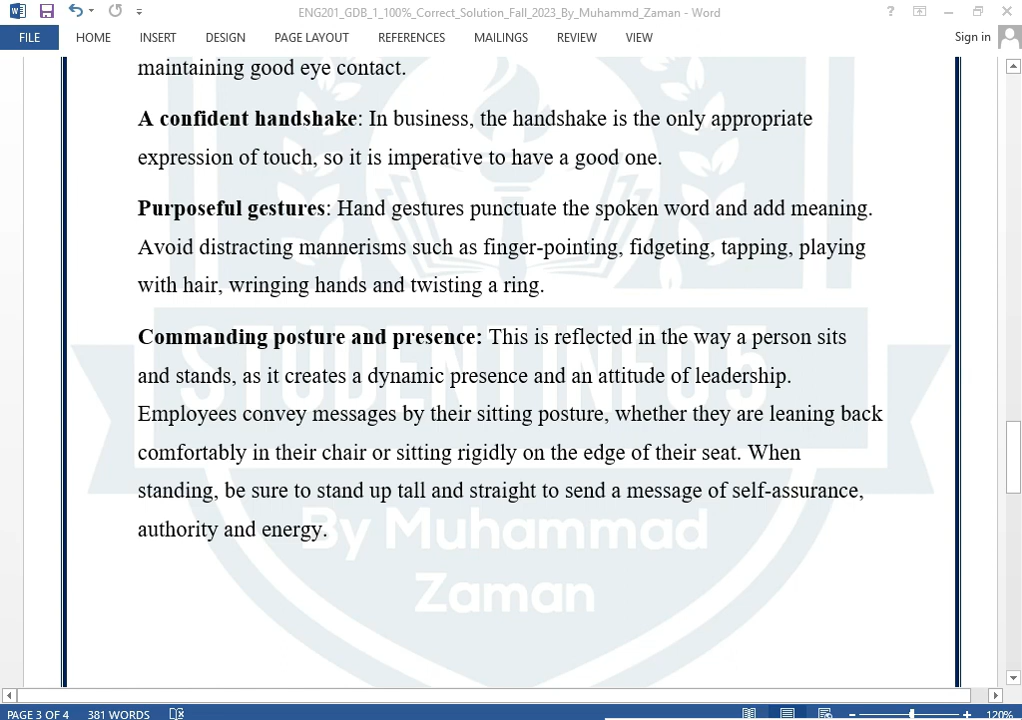 ENG201_GDB_1_100%_Correct_Solution_Fall_2023_By_Muhammd_Zaman - Word
FILE HOME INSERT DESIGN PAGE LAYOUT REFERENCES MAILINGS REVIEW VIEW Sign in
maintaining good eye contact.
A confident handshake: In business, the handshake is the only appropriate
expression of touch, so it is imperative to have a good one.
Purposeful gestures: Hand gestures punctuate the spoken word and add meaning.
Avoid distracting mannerisms such as finger-pointing, fidgeting, tapping, playing
with hair, wringing hands and twisting a ring.
Commanding posture and presence: This is reflected in the way a person sits
and stands, as it creates a dynamic presence and an attitude of leadership.
Employees convey messages by their sitting posture, whether they are leaning back
comfortably in their chair or sitting rigidly on the edge of their seat. When
standing, be sure to stand up tall and straight to send a message of self-assurance,
authority and energy.
STUDENTINFO5
By Muhammad
Zaman
PAGE 3 OF 4 381 WORDS 120%